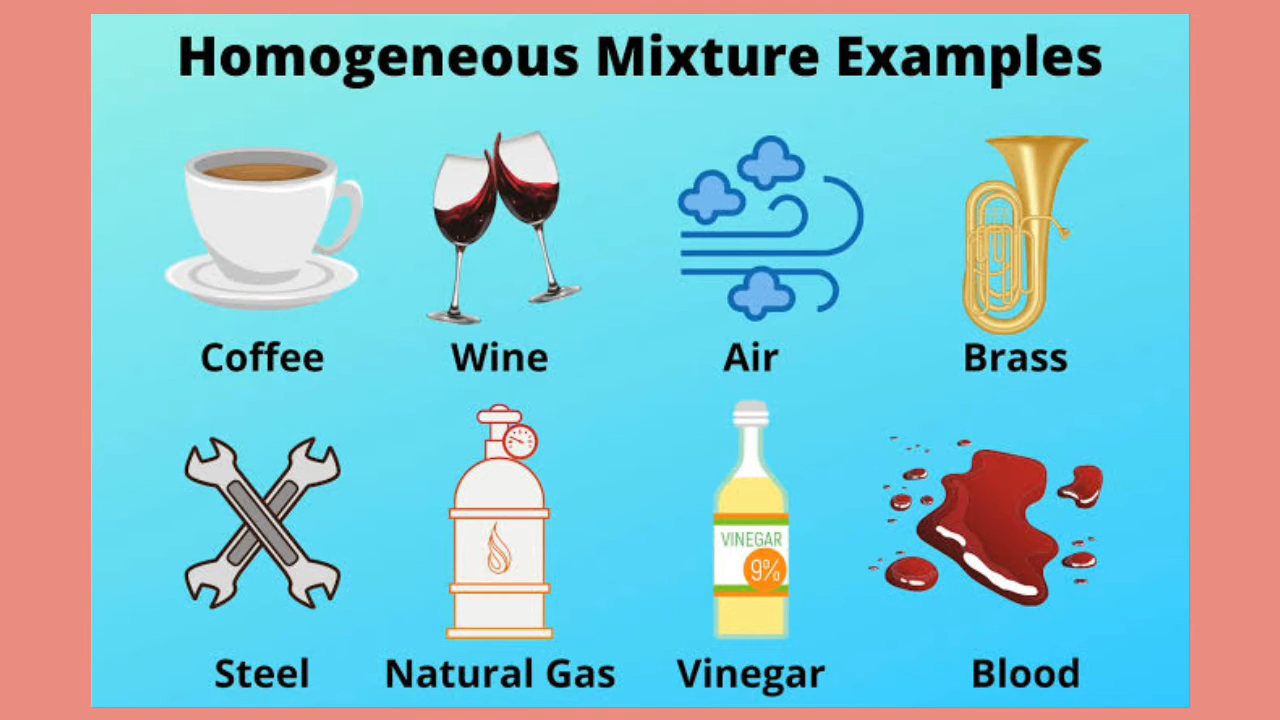 Homogeneous Mixture Examples
Coffee Wine Air Brass
VINEGAR
9%
Steel Natural Gas Vinegar Blood